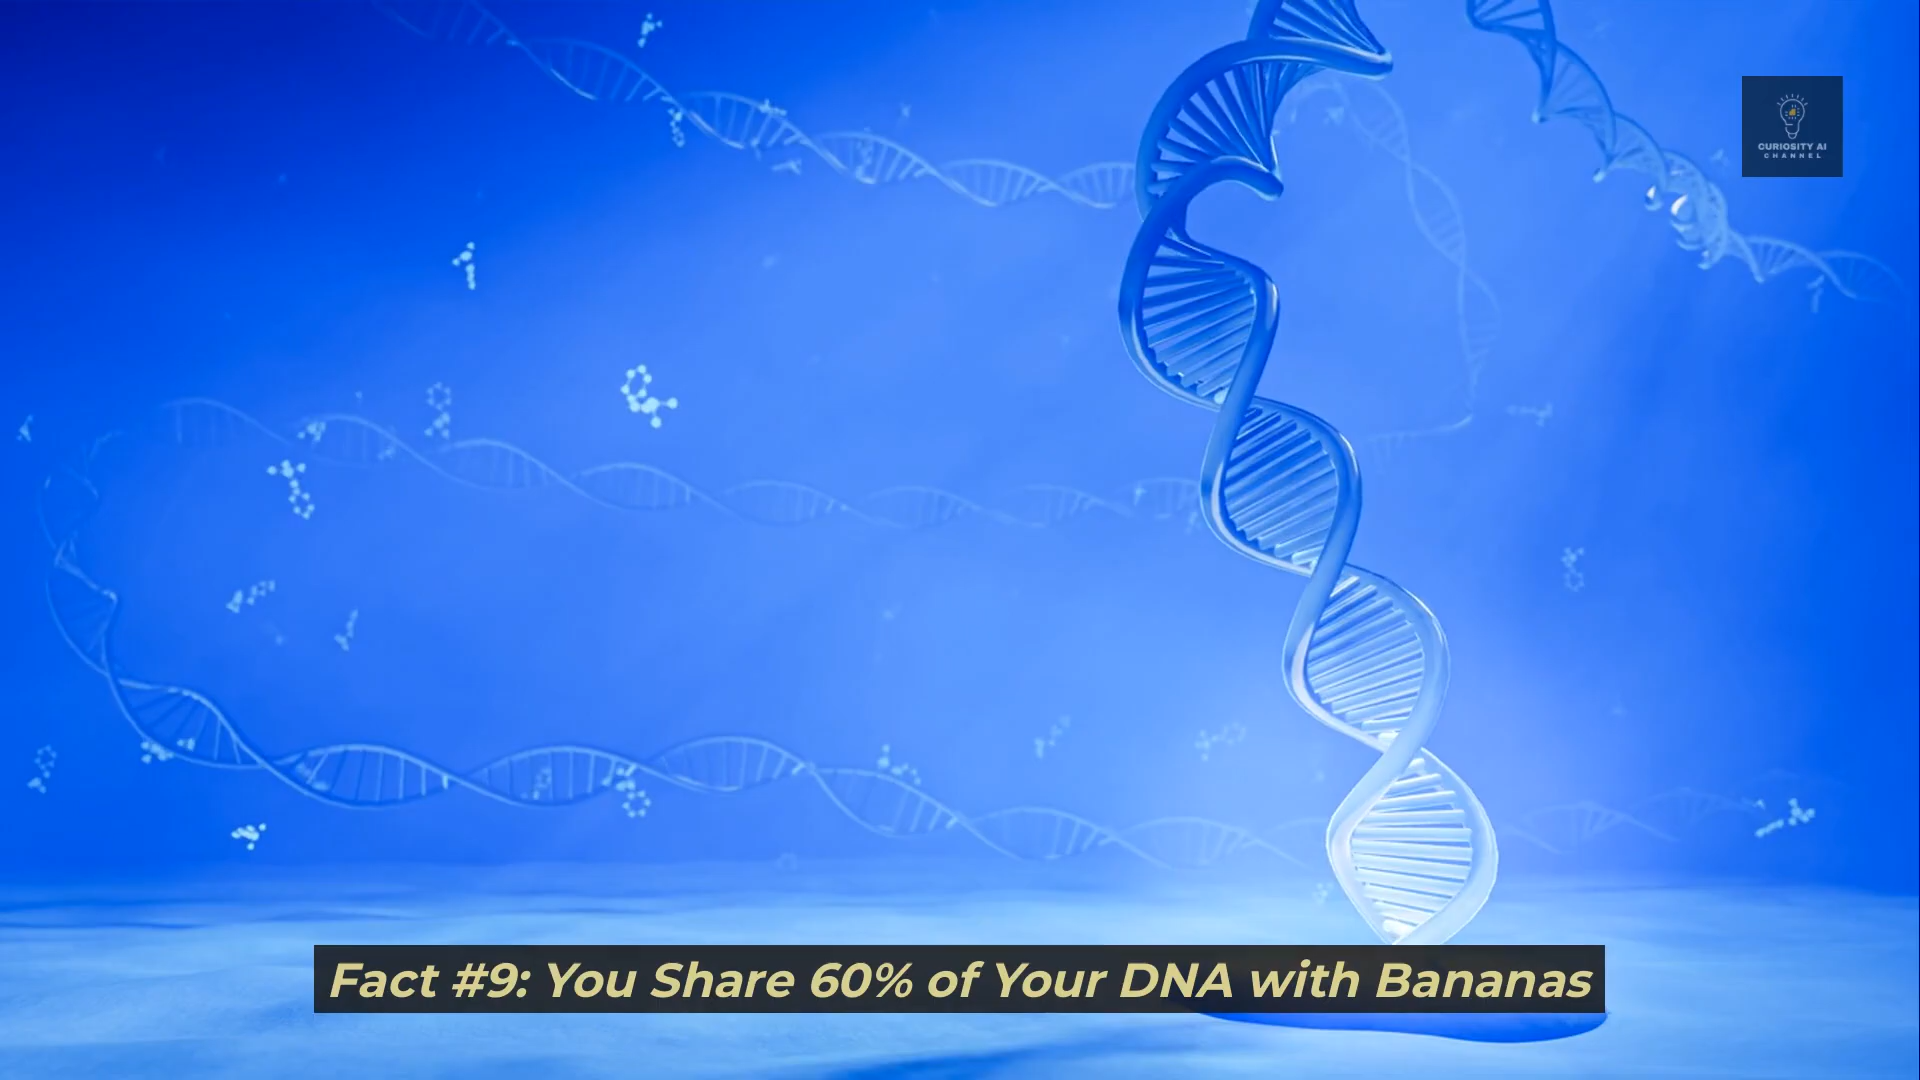 CURIOSITY AI
CHANNEL
Fact #9: You Share 60% of Your DNA with Bananas